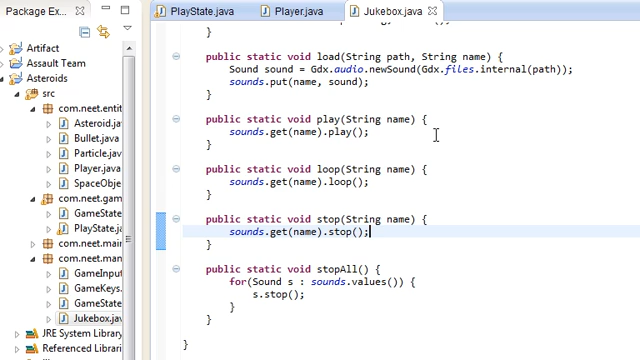 Package Ex
PlayState.java
Player.java
Jukebox.java
Artifact
Assault Team
Asteroids
src
com.neet.entit
Asteroid.jav
Bullet.java
Particle.java
Player.java
SpaceObje
com.neet.gam
GameState
PlayState.ja
com.neet.mai
com.neet.man
GameInput
GameKeys.
GameState
Jukebox.jav
JRE System Library
Referenced Libraria
}
public static void load(String path, String name) {
Sound sound = Gdx.audio.newSound(Gdx.files.internal(path));
sounds.put(name, sound);
}
public static void play(String name) {
sounds.get(name).play();
}
public static void loop(String name) {
sounds.get(name).loop();
}
public static void stop(String name) {
sounds.get(name).stop();
}
public static void stopAll() {
for(Sound s : sounds.values()) {
s.stop();
}
}
}